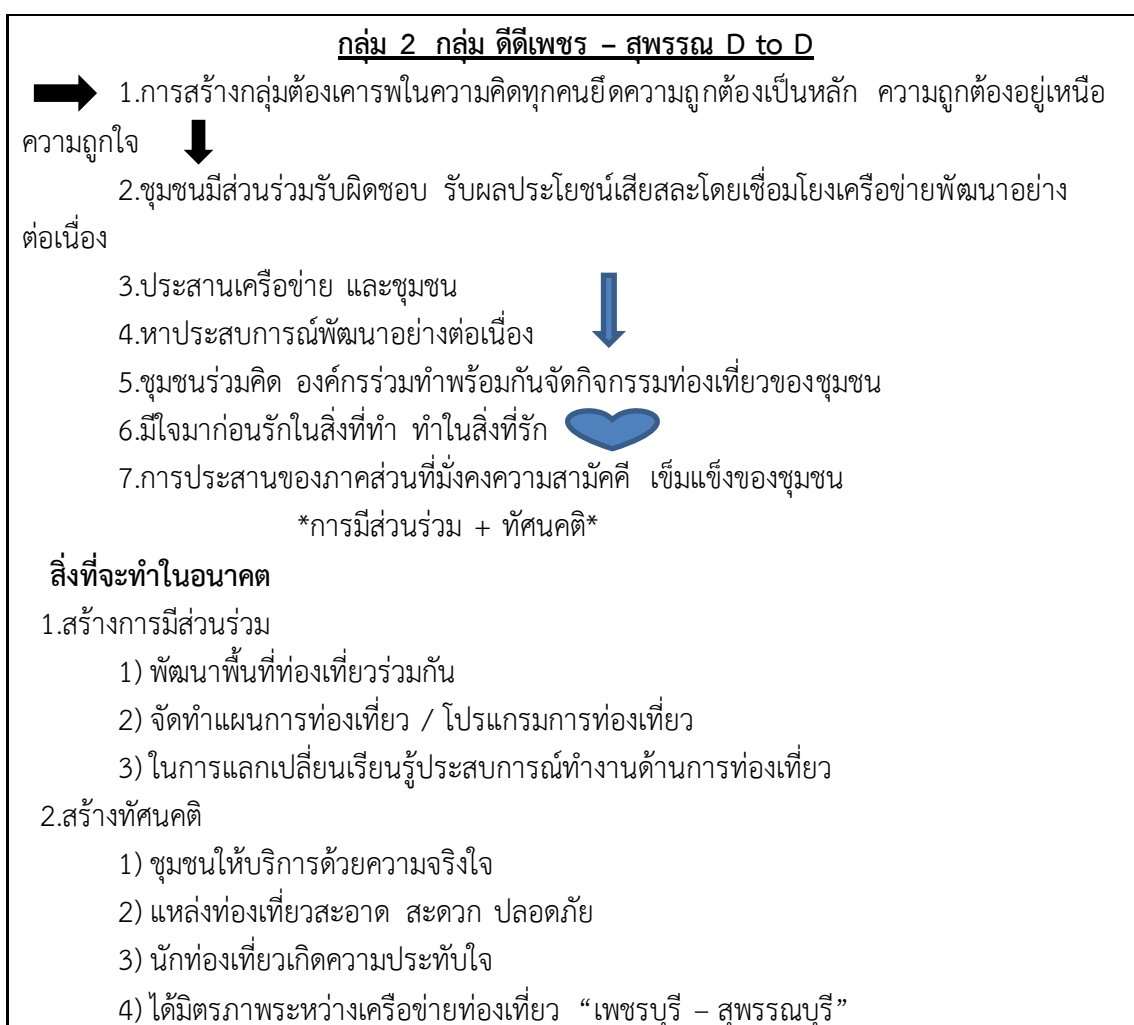 กลุ่ม 2 กลุ่ม ดีดีเพชร – สุพรรณ D to D
1.การสร้างกลุ่มต้องเคารพในความคิดทุกคนยึดความถูกต้องเป็นหลัก ความถูกต้องอยู่เหนือ
ความถูกใจ
2.ชุมชนมีส่วนร่วมรับผิดชอบ รับผลประโยชน์เสียสละโดยเชื่อมโยงเครือข่ายพัฒนาอย่าง
ต่อเนื่อง
3.ประสานเครือข่าย และชุมชน
4.หาประสบการณ์พัฒนาอย่างต่อเนื่อง
5.ชุมชนร่วมคิด องค์กรร่วมทำพร้อมกันจัดกิจกรรมท่องเที่ยวของชุมชน
6.มีใจมาก่อนรักในสิ่งที่ทำ ทำในสิ่งที่รัก
7.การประสานของภาคส่วนที่มั่งคงความสามัคคี เข็มแข็งของชุมชน
*การมีส่วนร่วม + ทัศนคติ*
สิ่งที่จะทำในอนาคต
1.สร้างการมีส่วนร่วม
1) พัฒนาพื้นที่ท่องเที่ยวร่วมกัน
2) จัดทำแผนการท่องเที่ยว / โปรแกรมการท่องเที่ยว
3) ในการแลกเปลี่ยนเรียนรู้ประสบการณ์ทำงานด้านการท่องเที่ยว
2.สร้างทัศนคติ
1) ชุมชนให้บริการด้วยความจริงใจ
2) แหล่งท่องเที่ยวสะอาด สะดวก ปลอดภัย
3) นักท่องเที่ยวเกิดความประทับใจ
4) ได้มิตรภาพระหว่างเครือข่ายท่องเที่ยว “เพชรบุรี – สุพรรณบุรี”